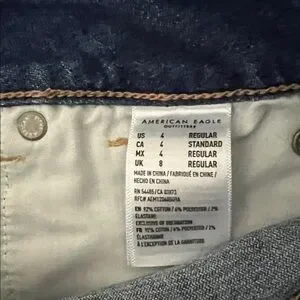 AMERICAN EAGLE
OUTFITTERS
US 4 REGULAR
CA 4 STANDARD
MX 4 REGULAR
UK 8 REGULAR
MADE IN CHINA / FABRIQUÉ EN CHINE /
HECHO EN CHINA
RN 54485/CA 03X73
RFC#
EN 92% COTTON/6% POLYESTER/2%
ELASTANE
EXCLUSIVE OF DECORATION
FR 92% COTON/6% POLYESTER/2%
ÉLASTHANNE
À L'EXCEPTION DE LA GARNITURE